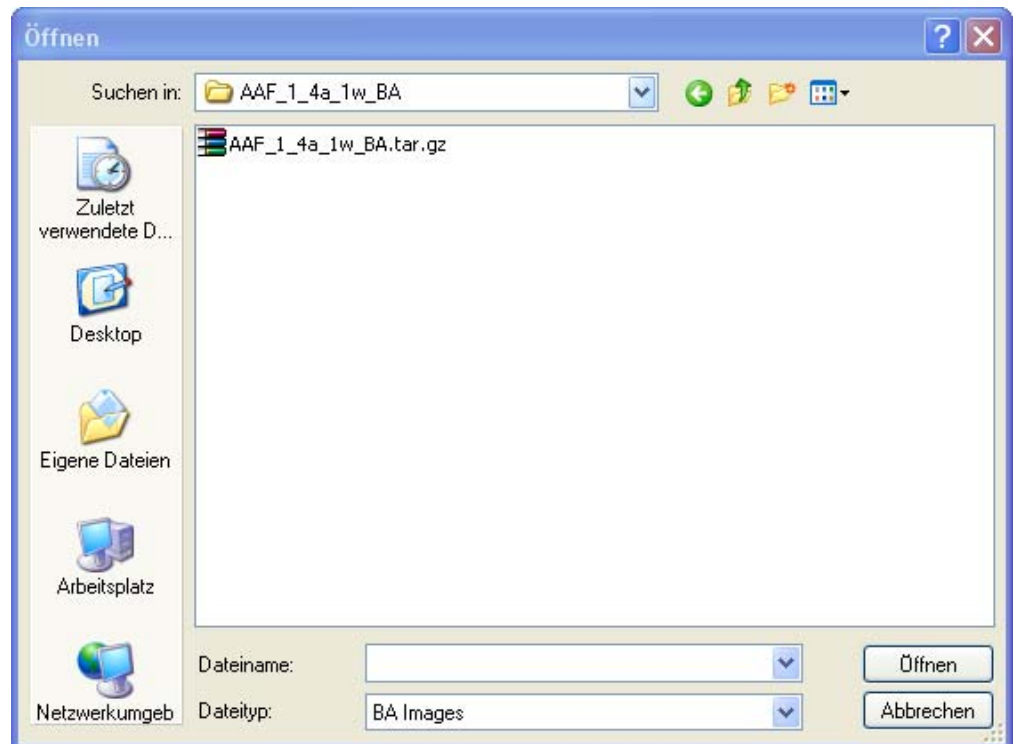 Öffnen
Suchen in: AAF_1_4a_1w_BA
AAF_1_4a_1w_BA.tar.gz
Zuletzt
verwendete D...
Desktop
Eigene Dateien
Arbeitsplatz
Netzwerkumgeb
Dateiname:
Öffnen
Dateityp: BA Images
Abbrechen